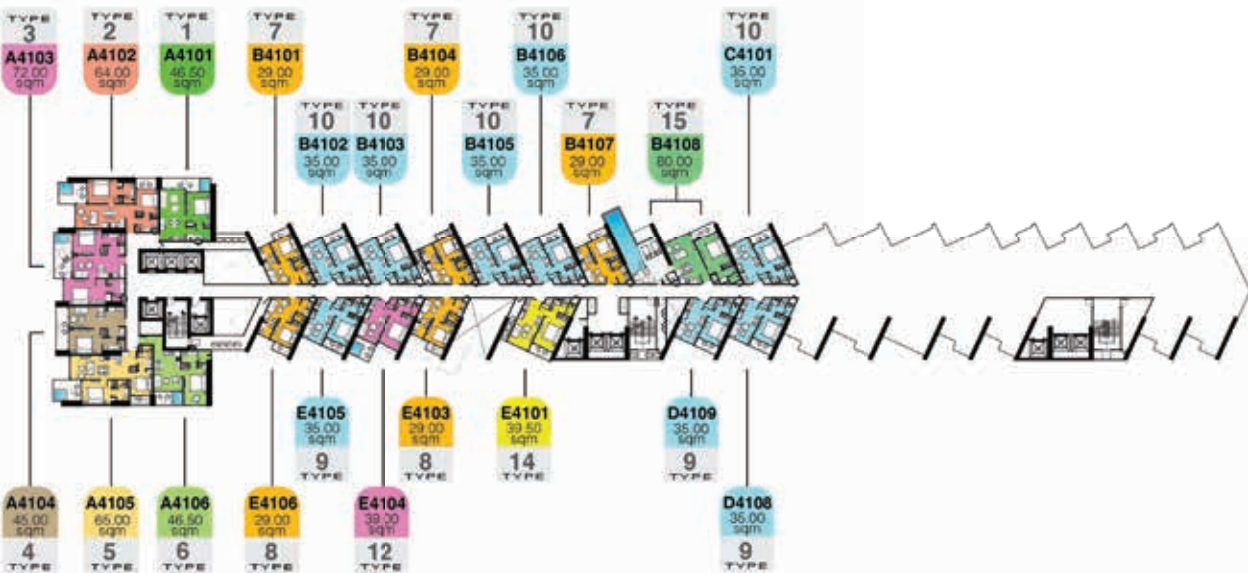 TYPE
3
A4103
72.00
sqm
TYPE
2
A4102
64.00
sqm
TYPE
1
A4101
46.50
sqm
TYPE
7
B4101
29.00
sqm
TYPE
7
B4104
29.00
sqm
TYPE
10
B4106
35.00
sqm
TYPE
10
C4101
35.00
sqm
TYPE
10
B4102
35.00
sqm
TYPE
10
B4103
35.00
sqm
TYPE
10
B4105
35.00
sqm
TYPE
7
B4107
29.00
sqm
TYPE
15
B4108
80.00
sqm
E4105
35.00
sqm
9
TYPE
E4103
29.00
sqm
8
TYPE
E4101
39.50
sqm
14
TYPE
D4109
35.00
sqm
9
TYPE
A4104
45.00
sqm
4
TYPE
A4105
65.00
sqm
5
TYPE
A4106
46.50
sqm
6
TYPE
E4106
29.00
sqm
8
TYPE
E4104
39.00
sqm
12
TYPE
D4108
35.00
sqm
9
TYPE